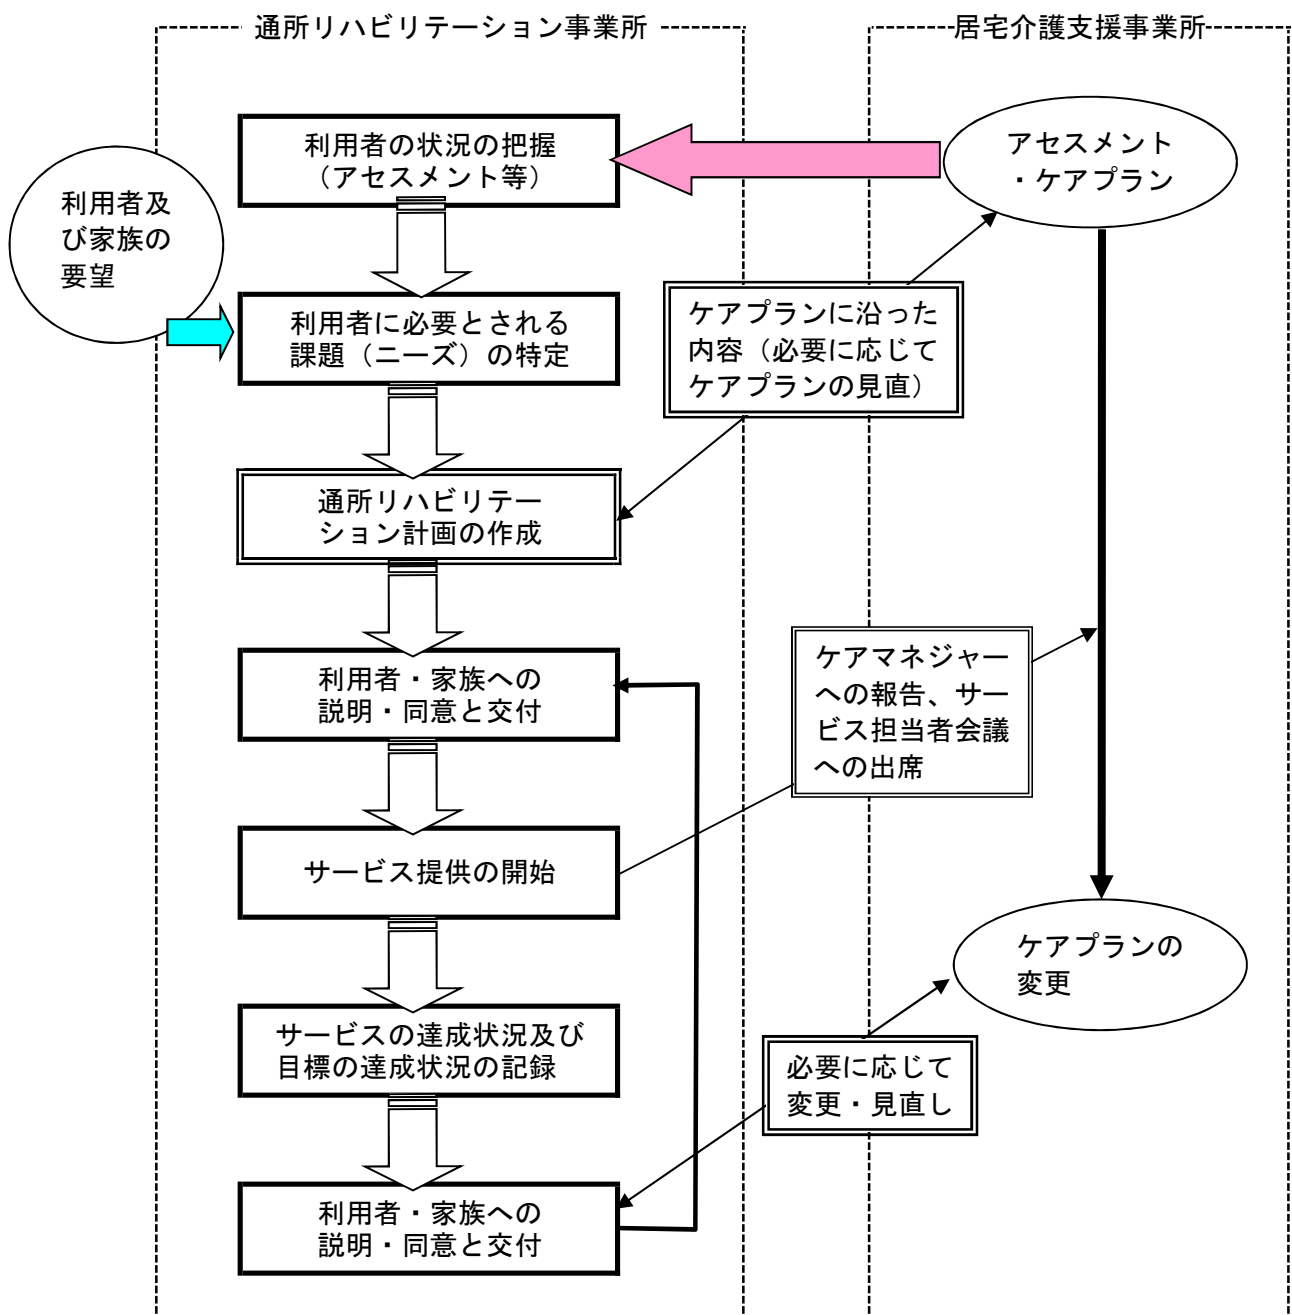 通所リハビリテーション事業所
居宅介護支援事業所
利用者の状況の把握
（アセスメント等）
アセスメント
・ケアプラン
利用者及
び家族の
要望
利用者に必要とされる
課題（ニーズ）の特定
ケアプランに沿った
内容（必要に応じて
ケアプランの見直）
通所リハビリテー
ション計画の作成
利用者・家族への
説明・同意と交付
ケアマネジャー
への報告、サー
ビス担当者会議
への出席
サービス提供の開始
ケアプランの
変更
サービスの達成状況及び
目標の達成状況の記録
必要に応じて
変更・見直し
利用者・家族への
説明・同意と交付